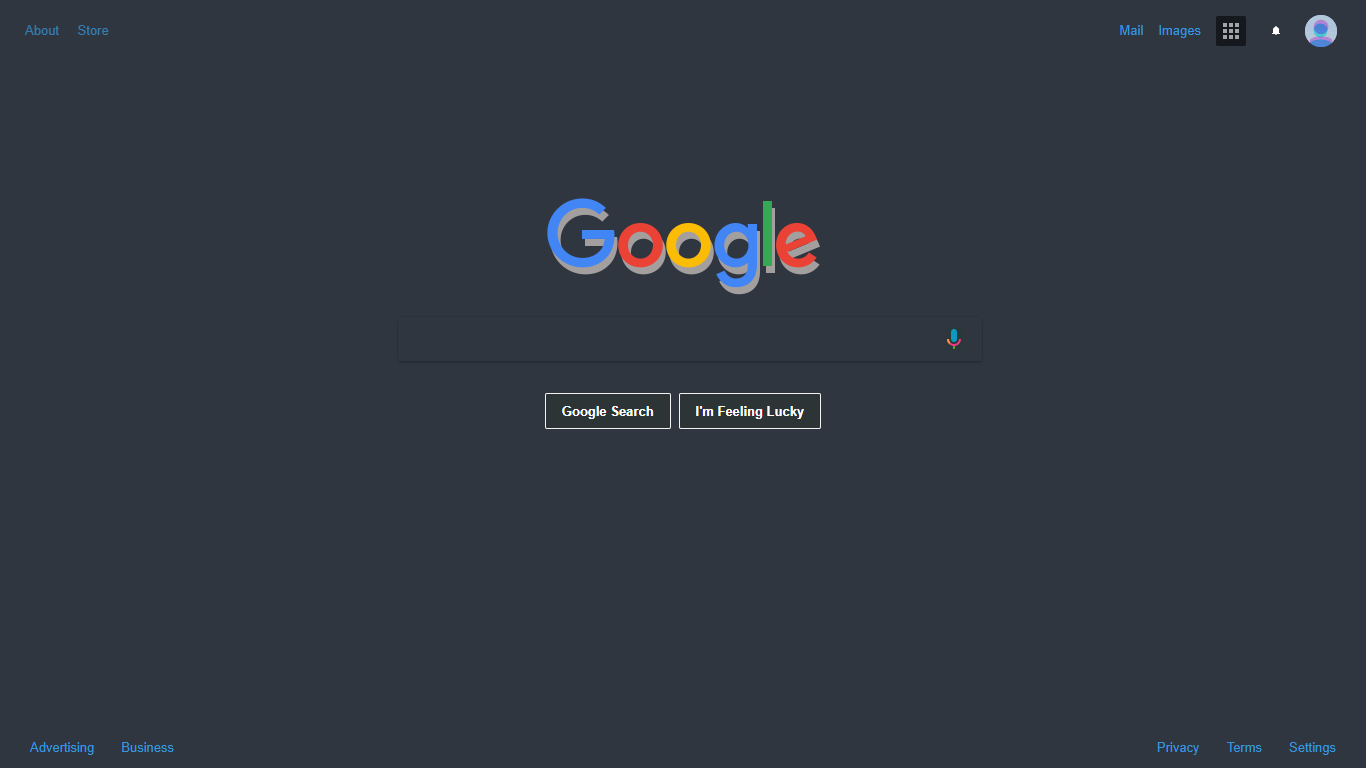 About Store Mail Images
Google
Google Search I'm Feeling Lucky
Advertising Business Privacy Terms Settings